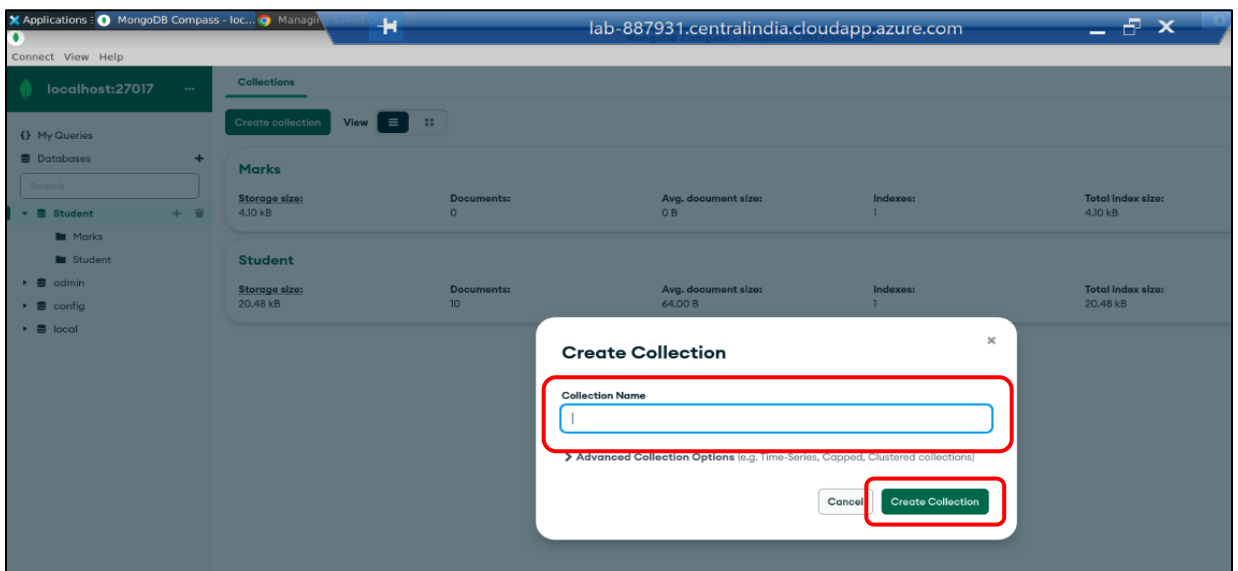 Applications : MongoDB Compass - loc... Managing Saved
lab-887931.centralindia.cloudapp.azure.com
Connect View Help
localhost:27017 ...
Collections
Create collection View
{} My Queries
Databases +
Search
Student +
Marks
Student
admin
config
local
Marks
Storage size: Documents: Avg. document size: Indexes: Total index size:
4.10 kB 0 0 B 1 4.10 kB
Student
Storage size: Documents: Avg. document size: Indexes: Total index size:
20.48 kB 10 64.00 B 1 20.48 kB
Create Collection
Collection Name
Advanced Collection Options (e.g. Time-Series, Capped, Clustered collections)
Cancel Create Collection